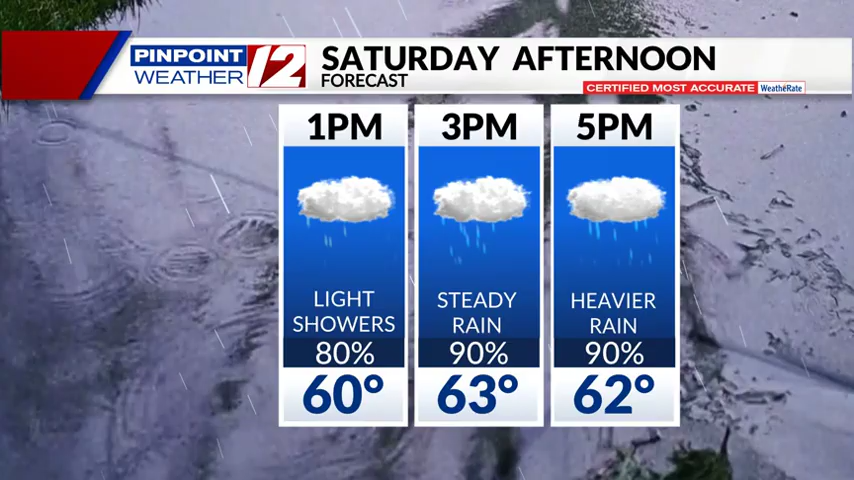 PINPOINT
WEATHER 12
SATURDAY AFTERNOON
FORECAST
CERTIFIED MOST ACCURATE WeatheRate
1PM
LIGHT
SHOWERS
80%
60°
3PM
STEADY
RAIN
90%
63°
5PM
HEAVIER
RAIN
90%
62°